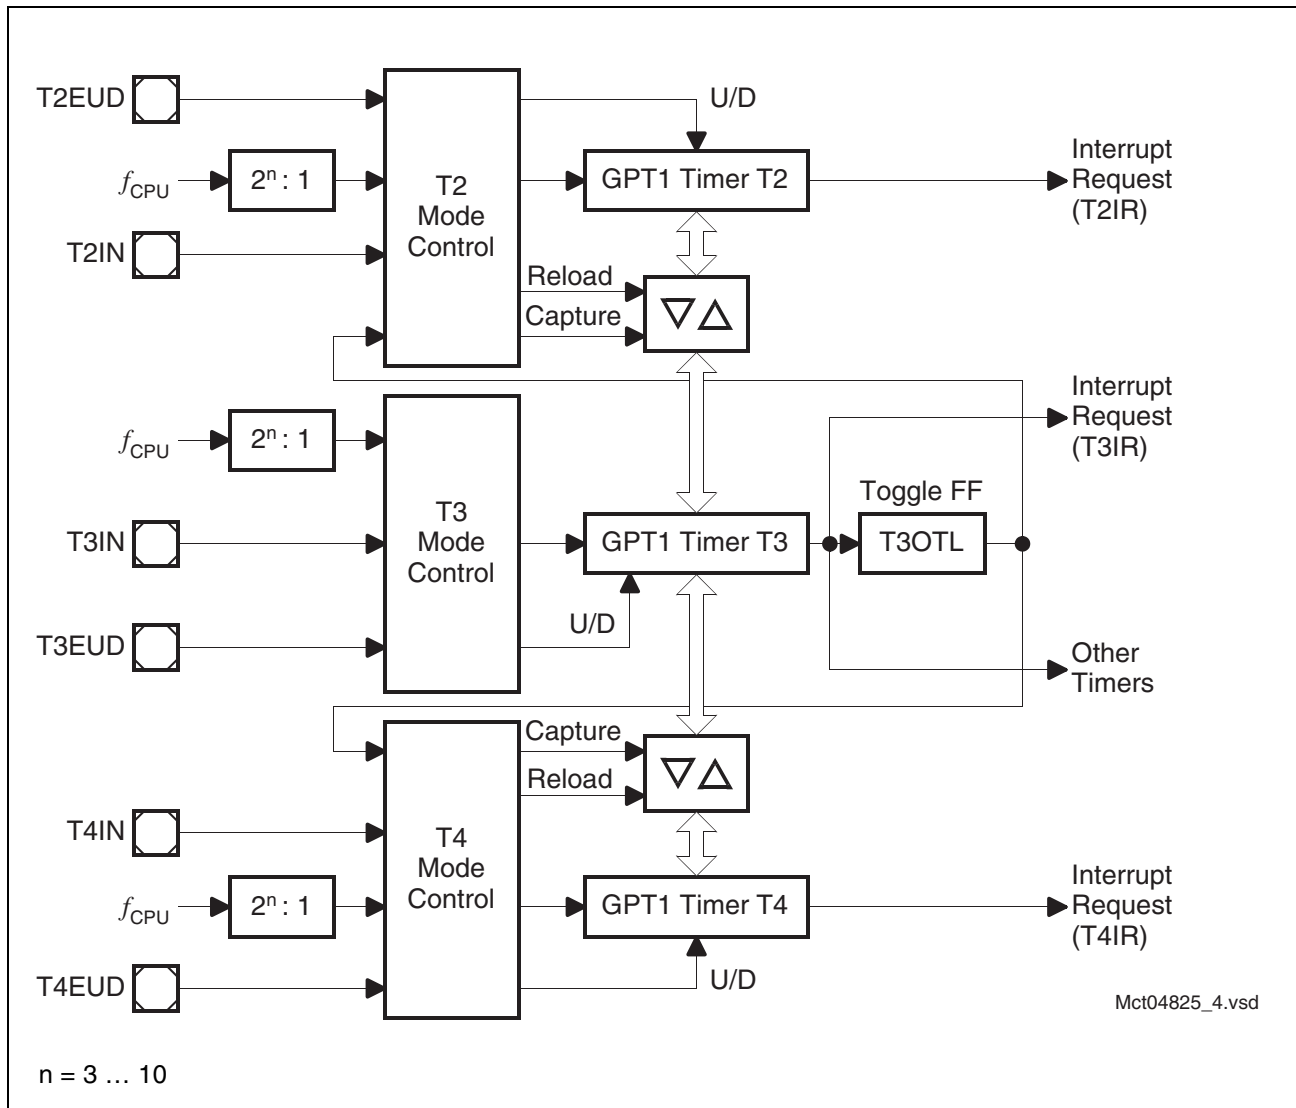 T2EUD
U/D
fCPU
2ⁿ : 1
T2
Mode
Control
GPT1 Timer T2
Interrupt
Request
(T2IR)
T2IN
Reload
Capture
Interrupt
Request
(T3IR)
fCPU
2ⁿ : 1
Toggle FF
T3IN
T3
Mode
Control
GPT1 Timer T3
T3OTL
T3EUD
U/D
Other
Timers
Capture
Reload
T4IN
T4
Mode
Control
fCPU
2ⁿ : 1
GPT1 Timer T4
Interrupt
Request
(T4IR)
T4EUD
U/D
Mct04825_4.vsd
n = 3 … 10